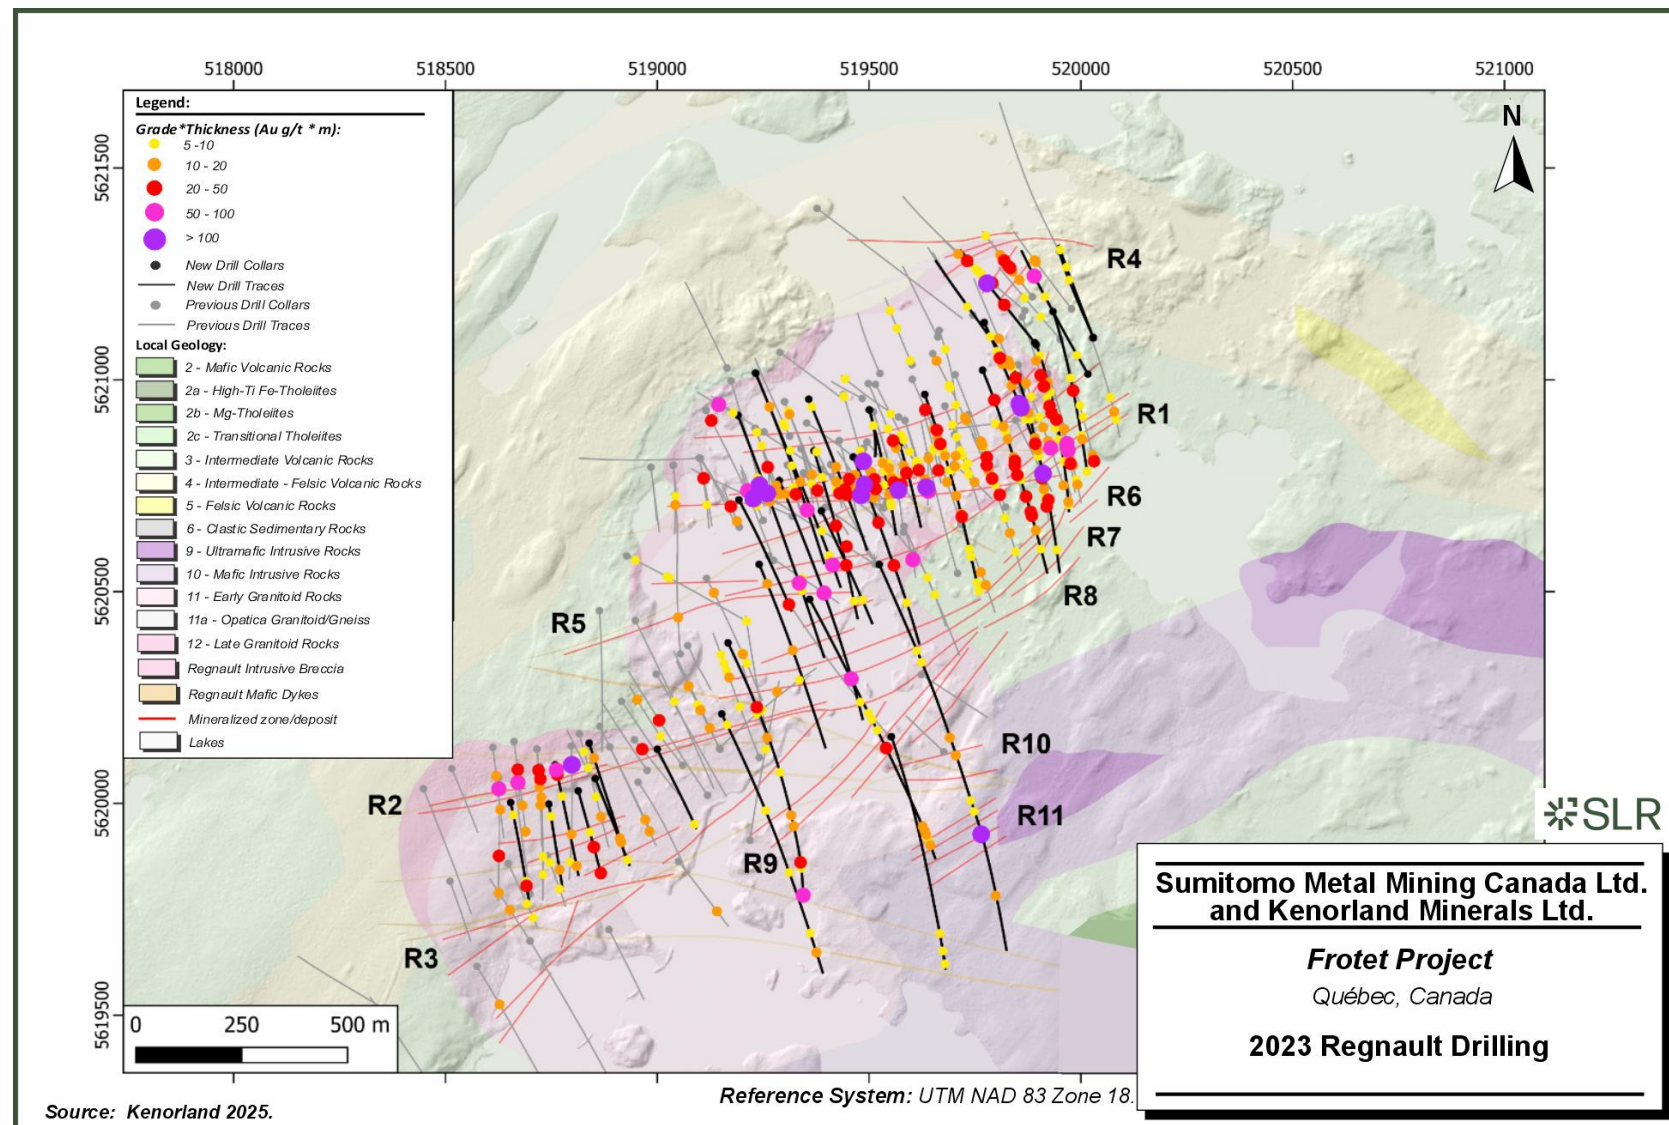 518000 518500 519000 519500 520000 520500 521000
Legend:
Grade*Thickness (Au g/t * m):
5 -10
10 - 20
20 - 50
50 - 100
> 100
New Drill Collars
New Drill Traces
Previous Drill Collars
Previous Drill Traces
Local Geology:
2 - Mafic Volcanic Rocks
2a - High-Ti Fe-Tholeiites
2b - Mg-Tholeiites
2c - Transitional Tholeiites
3 - Intermediate Volcanic Rocks
4 - Intermediate - Felsic Volcanic Rocks
5 - Felsic Volcanic Rocks
6 - Clastic Sedimentary Rocks
9 - Ultramafic Intrusive Rocks
10 - Mafic Intrusive Rocks
11 - Early Granitoid Rocks
11a - Opatica Granitoid/Gneiss
12 - Late Granitoid Rocks
Regnault Intrusive Breccia
Regnault Mafic Dykes
Mineralized zone/deposit
Lakes
5621500
5621000
5620500
5620000
5619500
N
R4
R1
R6
R7
R8
R5
R10
R2
R11
R9
R3
0 250 500 m
SLR
Sumitomo Metal Mining Canada Ltd.
and Kenorland Minerals Ltd.
Frotet Project
Québec, Canada
2023 Regnault Drilling
Reference System: UTM NAD 83 Zone 18.
Source: Kenorland 2025.